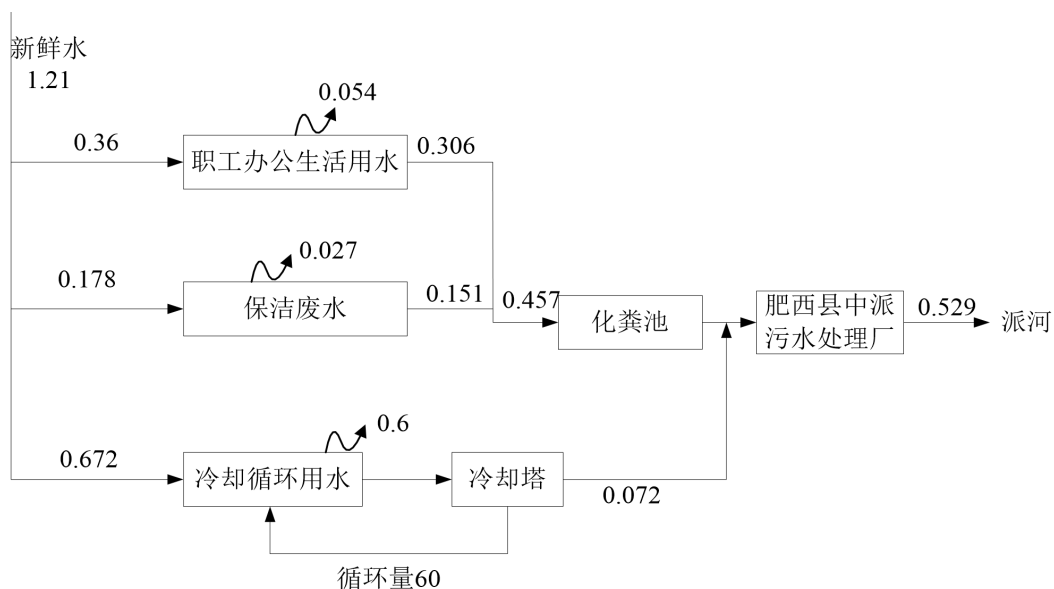 新鲜水
1.21
0.054
0.36
职工办公生活用水
0.306
0.027
0.178
保洁废水
0.151
0.457
化粪池
肥西县中派
污水处理厂
0.529
派河
0.6
0.672
冷却循环用水
冷却塔
0.072
循环量60